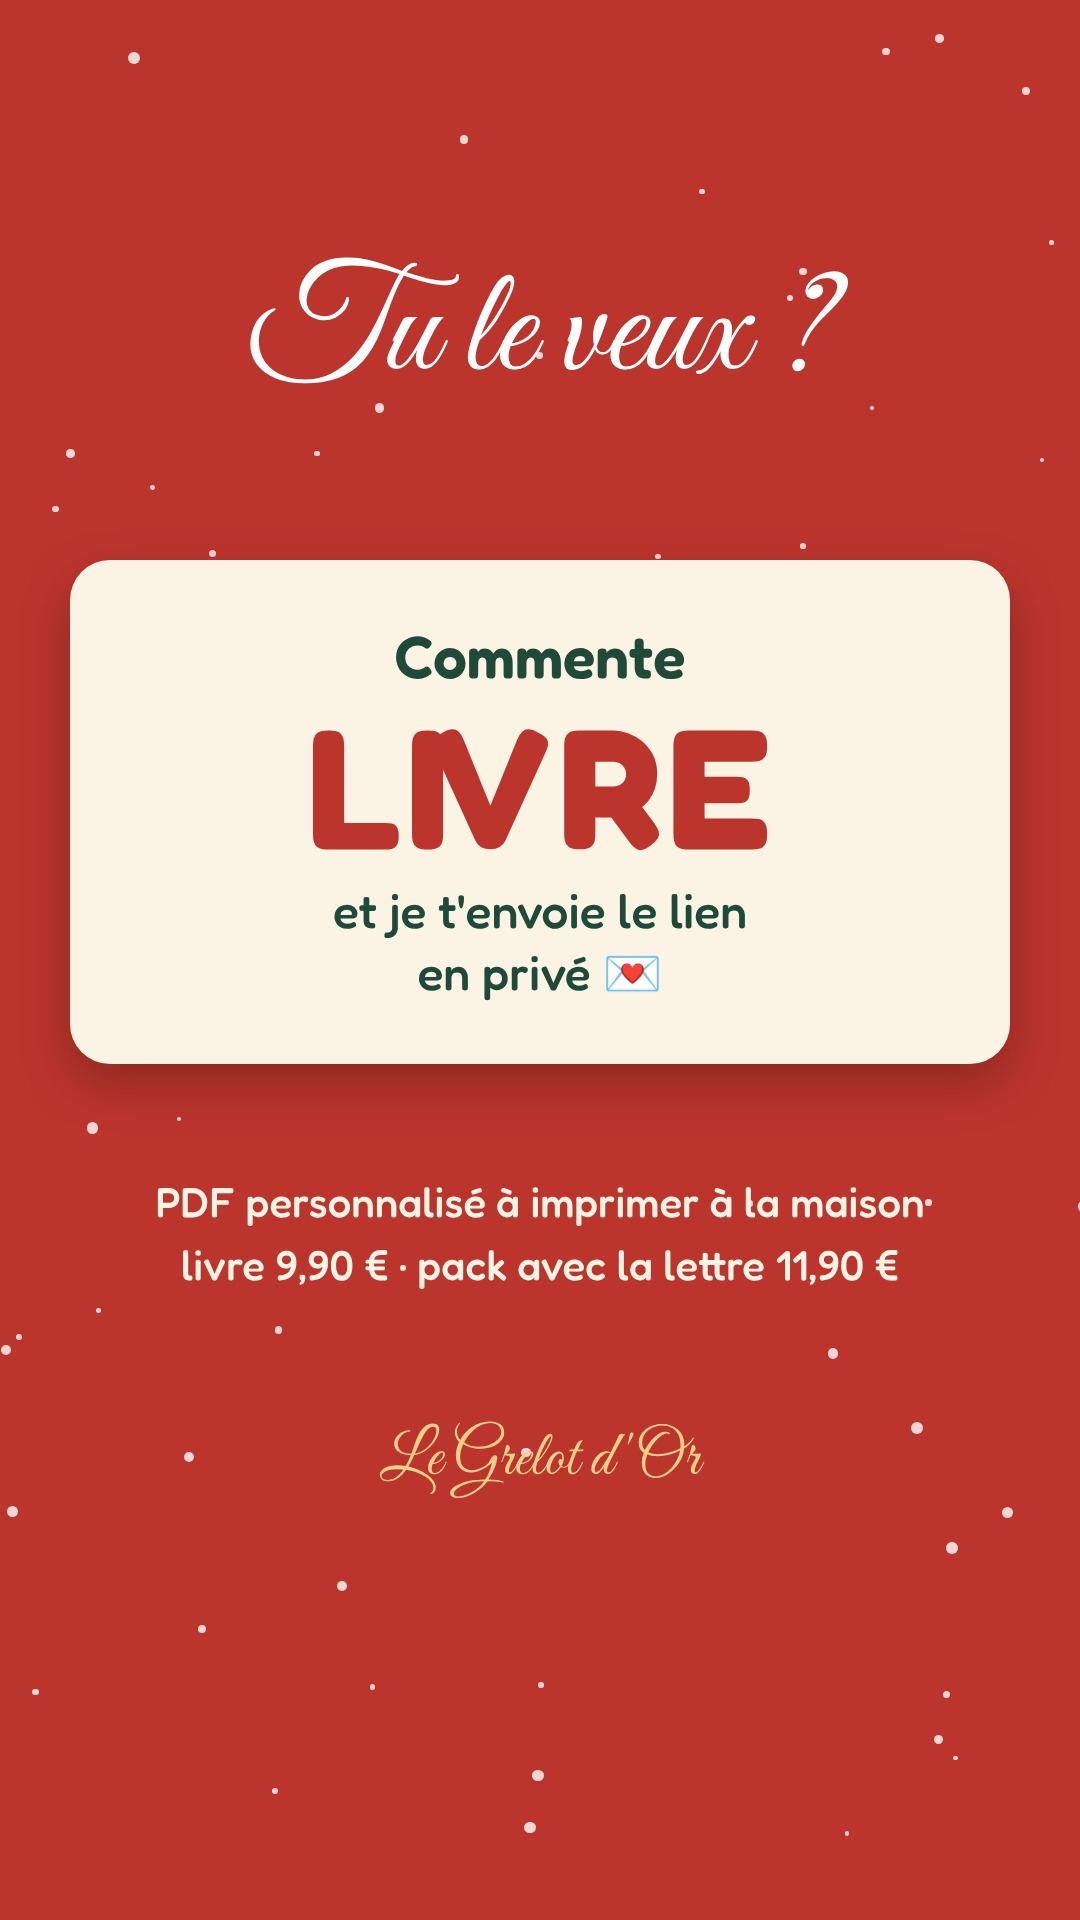 Tu le veux ?
Commente
LIVRE
et je t'envoie le lien
en privé 💌
PDF personnalisé à imprimer à la maison
livre 9,90 € · pack avec la lettre 11,90 €
Le Grelot d'Or